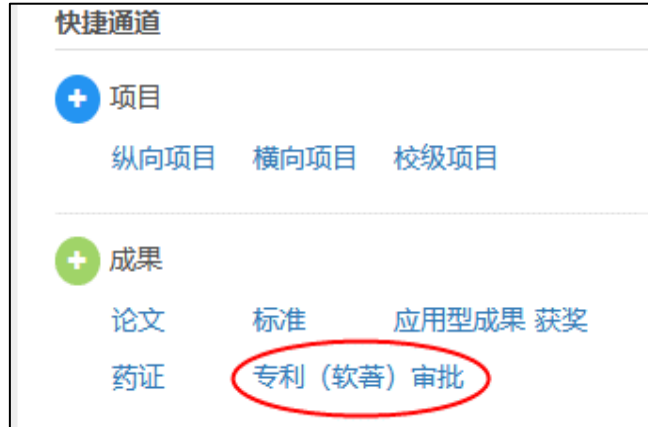 快捷通道
项目
纵向项目 横向项目 校级项目
成果
论文 标准 应用型成果 获奖
药证 专利（软著）审批